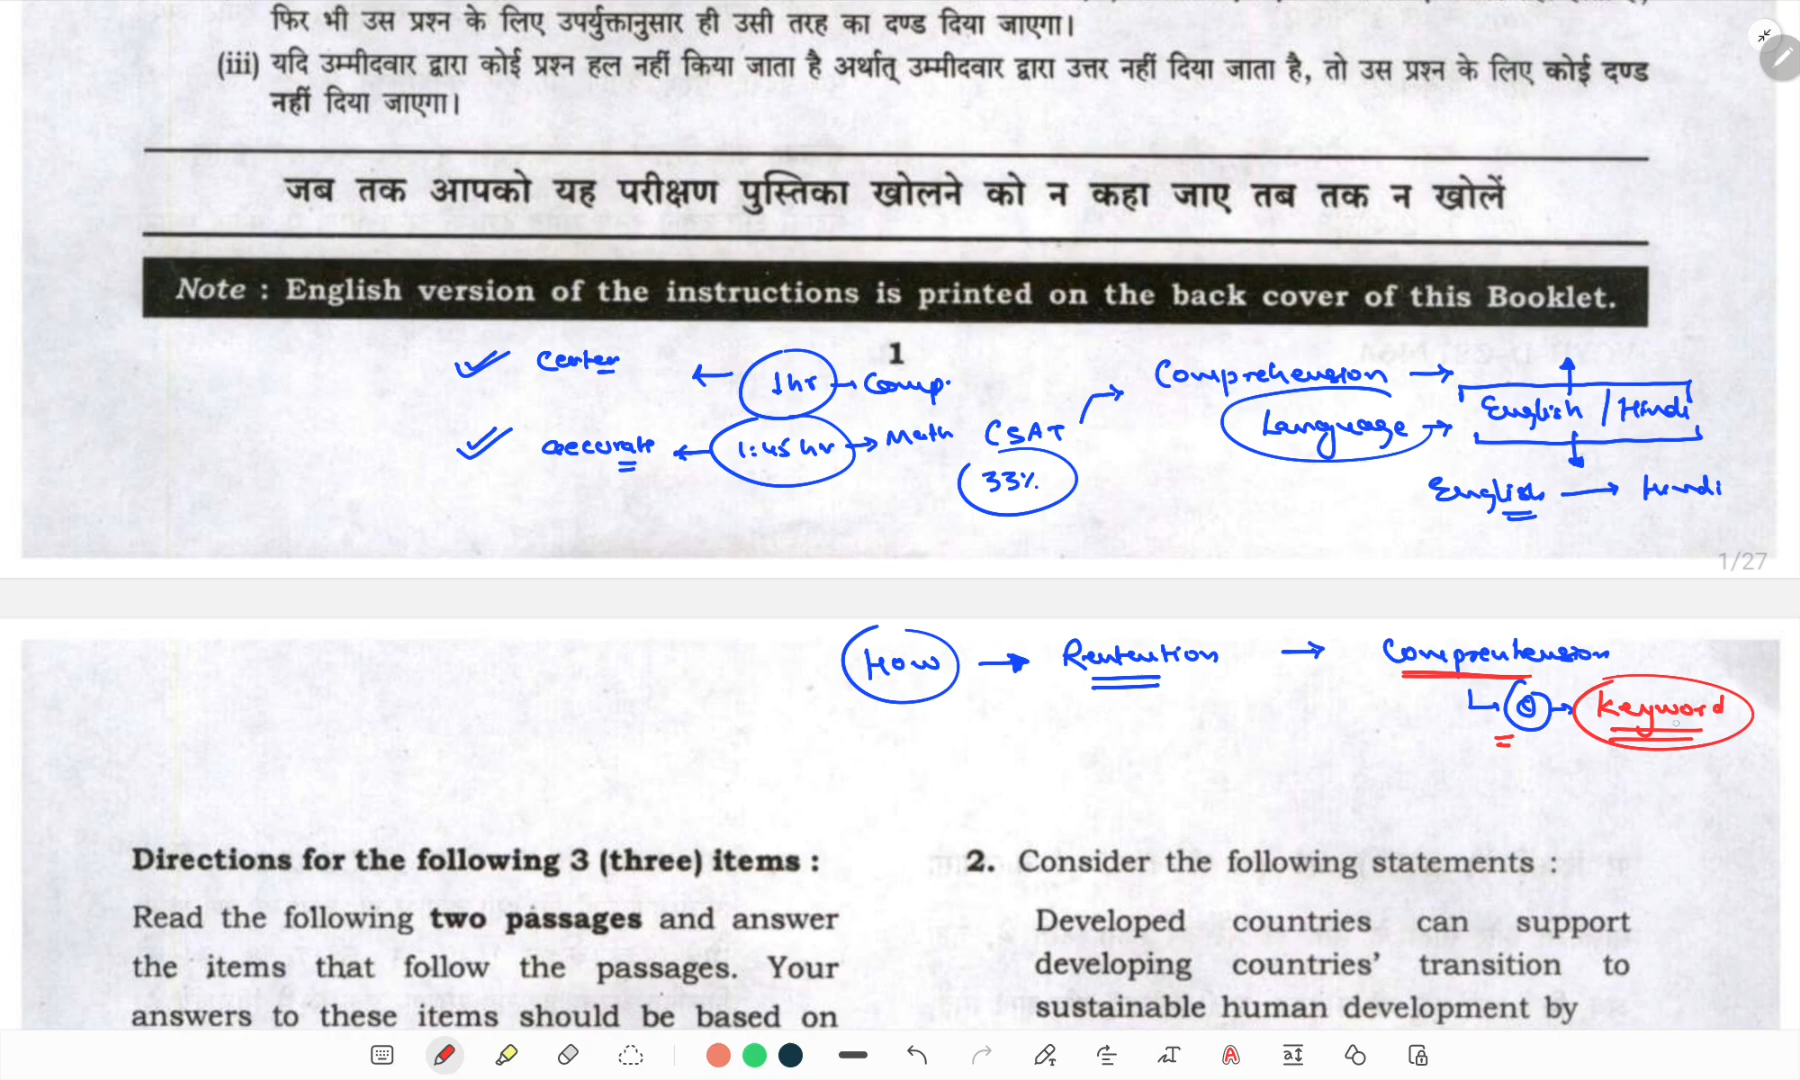 फिर भी उस प्रश्न के लिए उपर्युक्तानुसार ही उसी तरह का दण्ड दिया जाएगा।
(iii) यदि उम्मीदवार द्वारा कोई प्रश्न हल नहीं किया जाता है अर्थात् उम्मीदवार द्वारा उत्तर नहीं दिया जाता है, तो उस प्रश्न के लिए कोई दण्ड
नहीं दिया जाएगा।
जब तक आपको यह परीक्षण पुस्तिका खोलने को न कहा जाए तब तक न खोलें
Note : English version of the instructions is printed on the back cover of this Booklet.
1
center ← 1hr → Comp.
accurate ← 1:45 hr → Math
CSAT
33%
Comprehension →
Language →
English / Hindi
English → Hindi
1/27
How → Rentention → Comprentension
Keyword
Directions for the following 3 (three) items :
Read the following two passages and answer
the items that follow the passages. Your
answers to these items should be based on
2. Consider the following statements :
Developed countries can support
developing countries' transition to
sustainable human development by